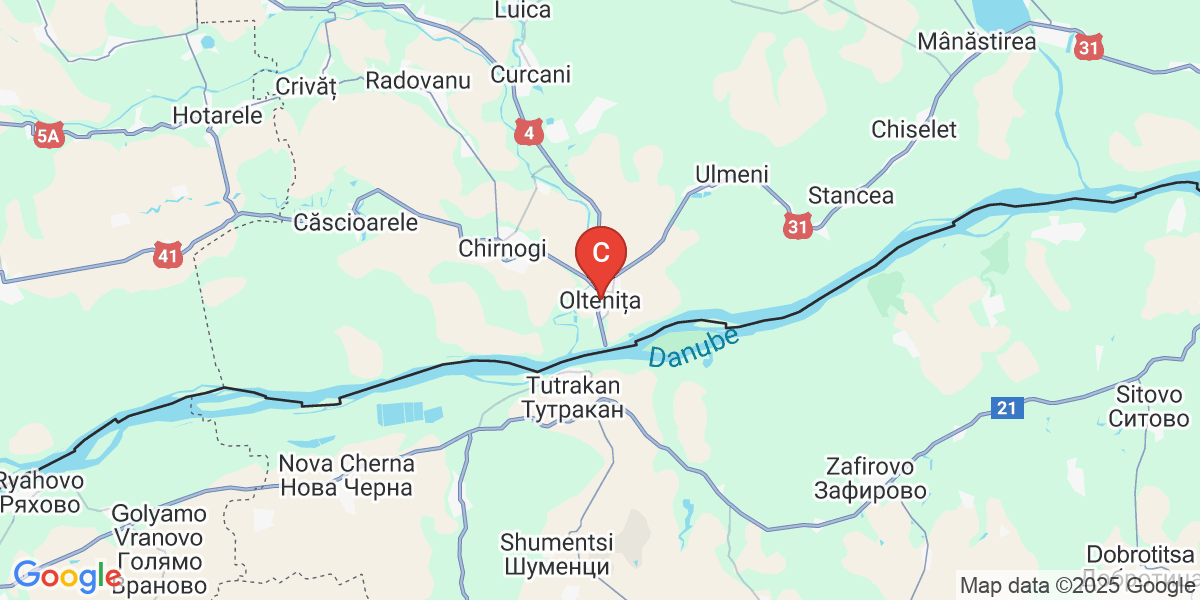 Luica
Mânăstirea
31
Curcani
Radovanu
Crivăț
Hotarele
5A
4
Chiselet
Ulmeni
Stancea
31
Căscioarele
Chirnogi
41
C
Oltenița
Danube
Tutrakan
Тутракан
Sitovo
Ситово
21
Nova Cherna
Нова Черна
Zafirovo
Зафирово
Ryahovo
Ряхово
Golyamo
Vranovo
Голямо
Враново
Shumentsi
Шуменци
Dobrotitsa
Добротица
Google
Map data ©2025 Google